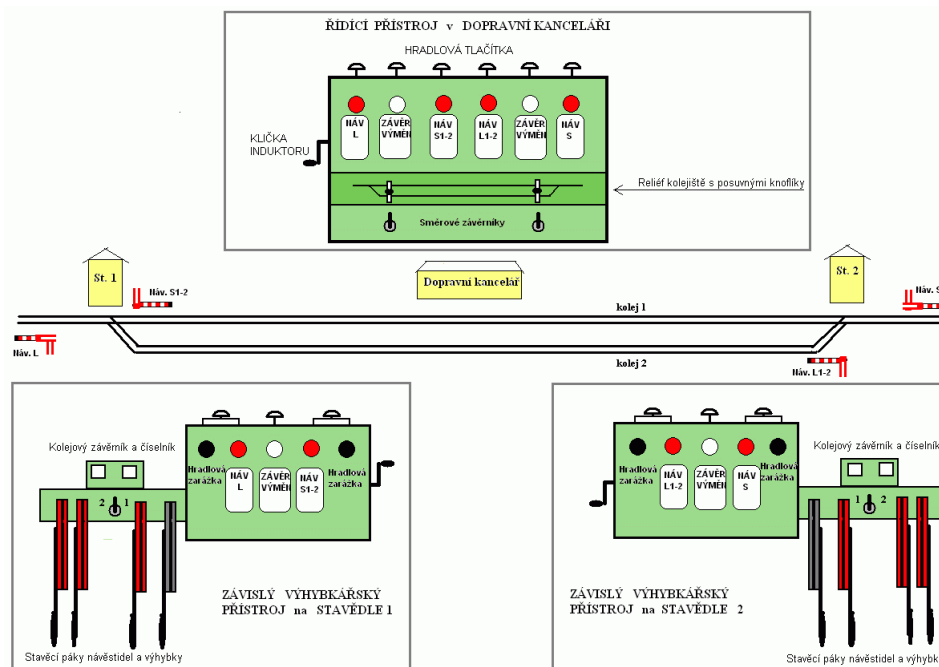 ŘÍDÍCÍ PŘÍSTROJ v DOPRAVNÍ KANCELÁŘI
HRADLOVÁ TLAČÍTKA
NÁV L
ZÁVĚR VÝMĚN
NÁV S1-2
NÁV L1-2
ZÁVĚR VÝMĚN
NÁV S
KLIČKA
INDUKTORU
Reliéf kolejiště s posuvnými knoflíky
Směrové závěrníky
St. 1
St. 2
Náv. S1-2
Dopravní kancelář
Náv. S
kolej 1
Náv. L
kolej 2
Náv. L1-2
Kolejový závěrník a číselník
Hradlová
zarážka
NÁV L
ZÁVĚR VÝMĚN
NÁV S1-2
Hradlová
zarážka
2 1
ZÁVISLÝ VÝHYBKÁŘSKÝ
PŘÍSTROJ na STAVĚDLE 1
Stavěcí páky návěstidel a výhybky
Kolejový závěrník a číselník
Hradlová
zarážka
NÁV L1-2
ZÁVĚR VÝMĚN
NÁV S
Hradlová
zarážka
1 2
ZÁVISLÝ VÝHYBKÁŘSKÝ
PŘÍSTROJ na STAVĚDLE 2
Stavěcí páky návěstidel a výhybk